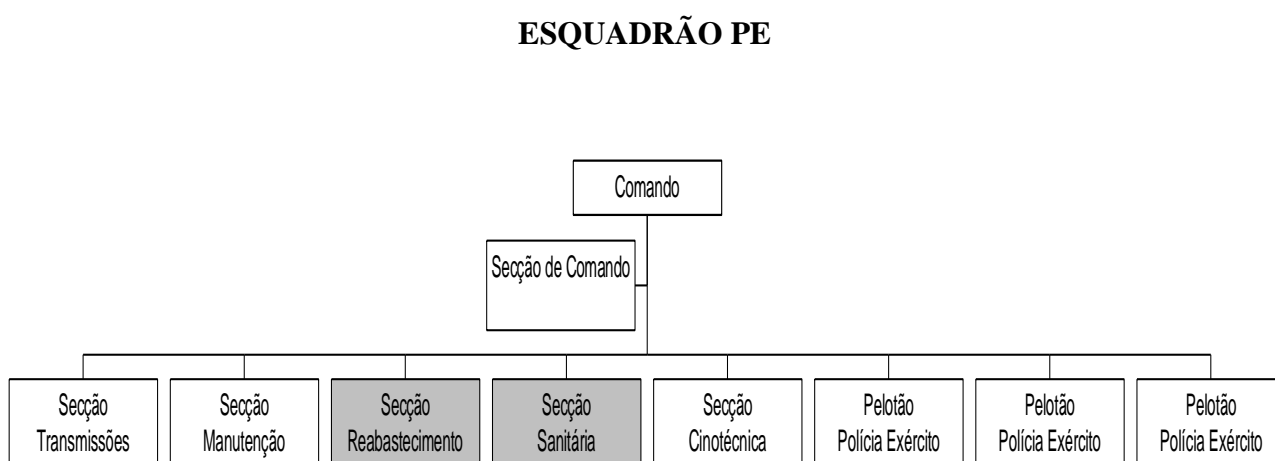 ESQUADRÃO PE
Comando
Secção de Comando
Secção
Transmissões
Secção
Manutenção
Secção
Reabastecimento
Secção
Sanitária
Secção
Cinotécnica
Pelotão
Polícia Exército
Pelotão
Polícia Exército
Pelotão
Polícia Exército